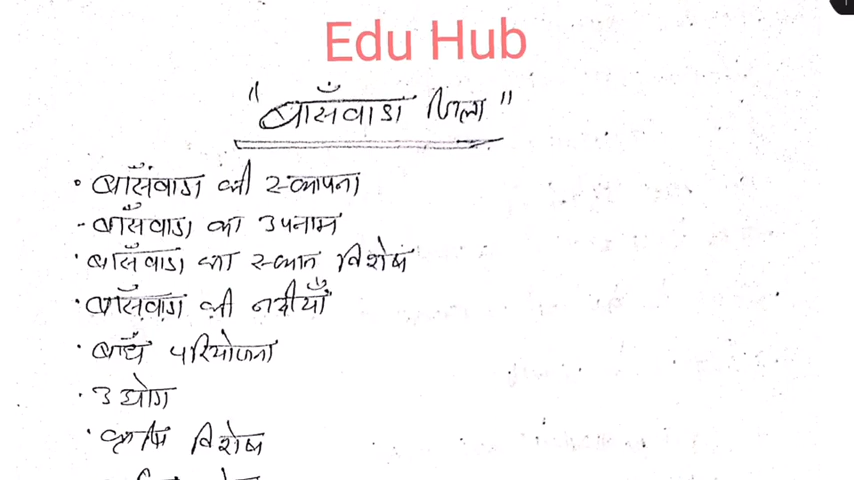 Edu Hub
"बाँसवाडा जिला"
• बाँसवाडा की स्थापना
- बाँसवाडा का उपनाम
• बाँसवाडा का स्थान विशेष
• बाँसवाडा की नदीयाँ
• बाँध परियोजना
• उद्योग
• कृषि विशेष